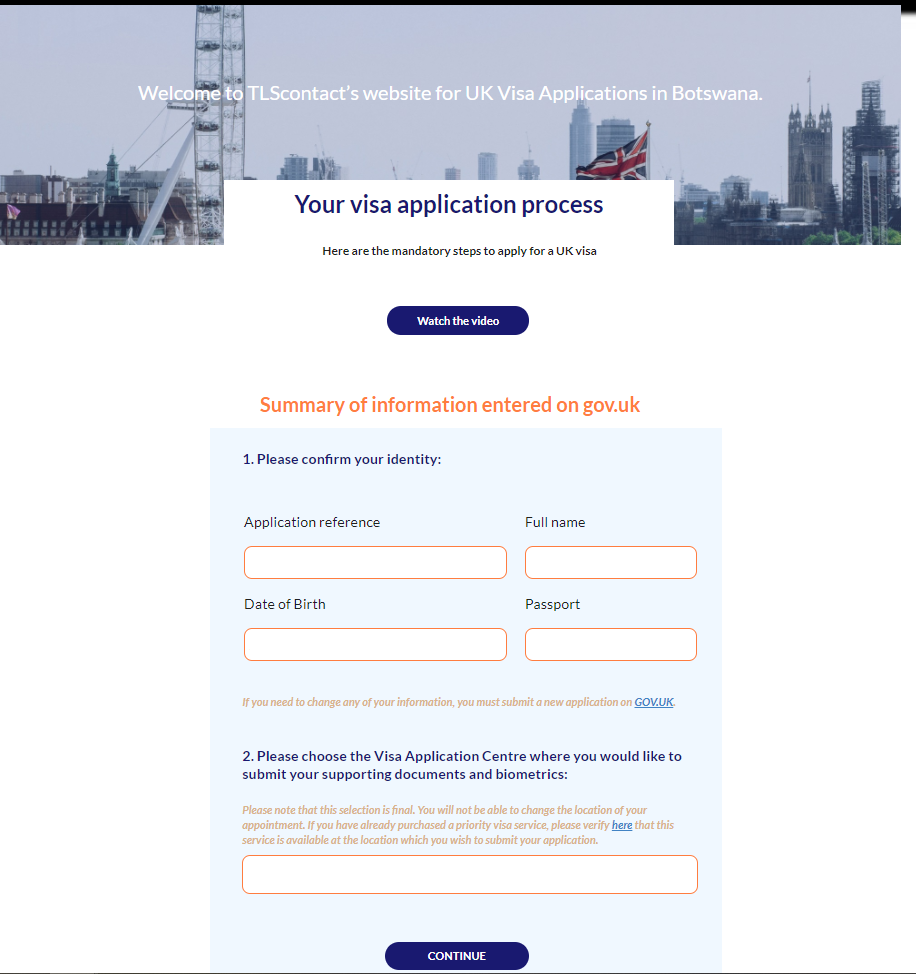 Welcome to TLScontact's website for UK Visa Applications in Botswana.
Your visa application process
Here are the mandatory steps to apply for a UK visa
Watch the video
Summary of information entered on gov.uk
1. Please confirm your identity:
Application reference
Full name
Date of Birth
Passport
If you need to change any of your information, you must submit a new application on GOV.UK.
2. Please choose the Visa Application Centre where you would like to
submit your supporting documents and biometrics:
Please note that this selection is final. You will not be able to change the location of your
appointment. If you have already purchased a priority visa service, please verify here that this
service is available at the location which you wish to submit your application.
CONTINUE